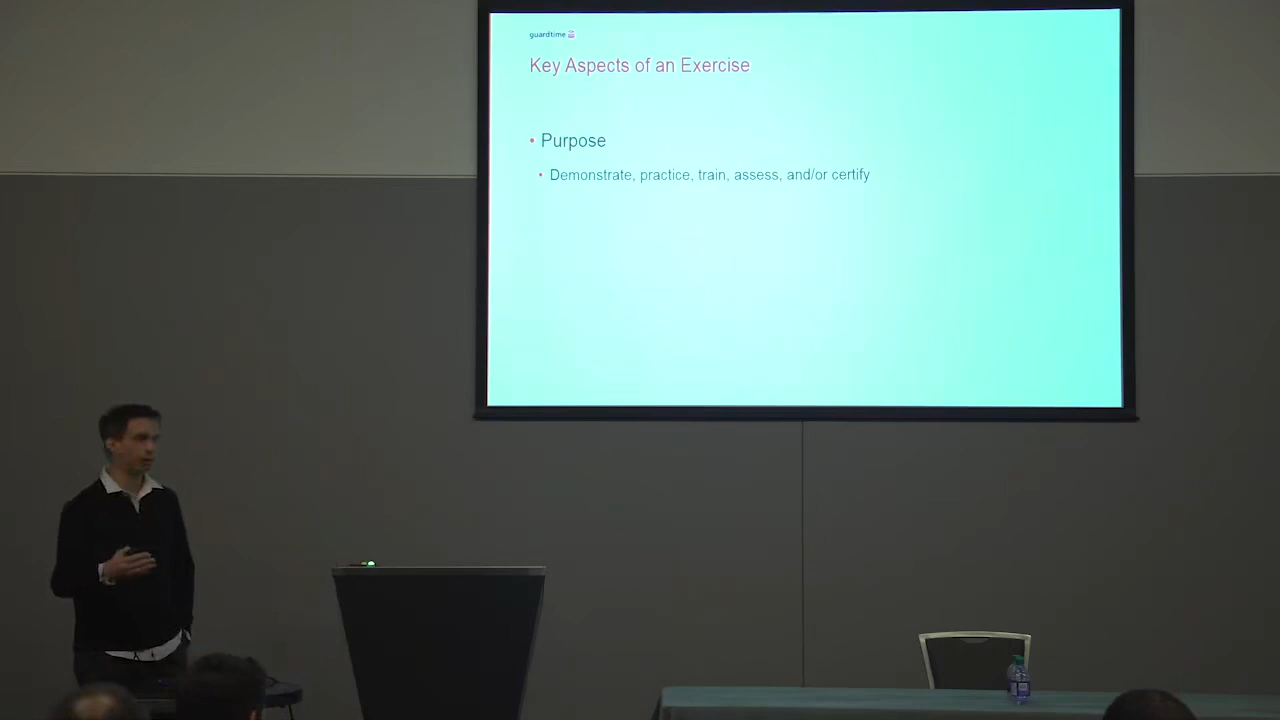 guardtime
Key Aspects of an Exercise
• Purpose
• Demonstrate, practice, train, assess, and/or certify